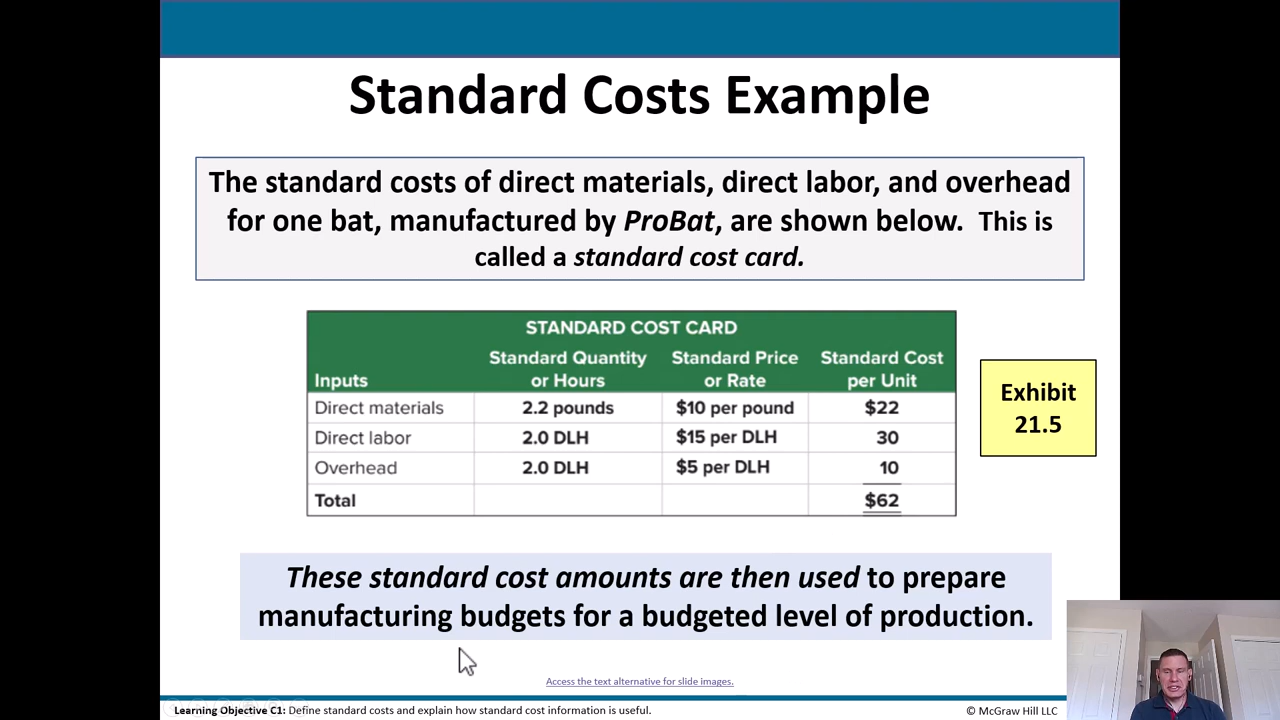 Standard Costs Example
The standard costs of direct materials, direct labor, and overhead
for one bat, manufactured by ProBat, are shown below. This is
called a standard cost card.
STANDARD COST CARD
Standard Quantity Standard Price Standard Cost
Inputs or Hours or Rate per Unit
Direct materials 2.2 pounds $10 per pound $22
Direct labor 2.0 DLH $15 per DLH 30
Overhead 2.0 DLH $5 per DLH 10
Total $62
Exhibit
21.5
These standard cost amounts are then used to prepare
manufacturing budgets for a budgeted level of production.
Access the text alternative for slide images.
Learning Objective C1: Define standard costs and explain how standard cost information is useful.
© McGraw Hill LLC